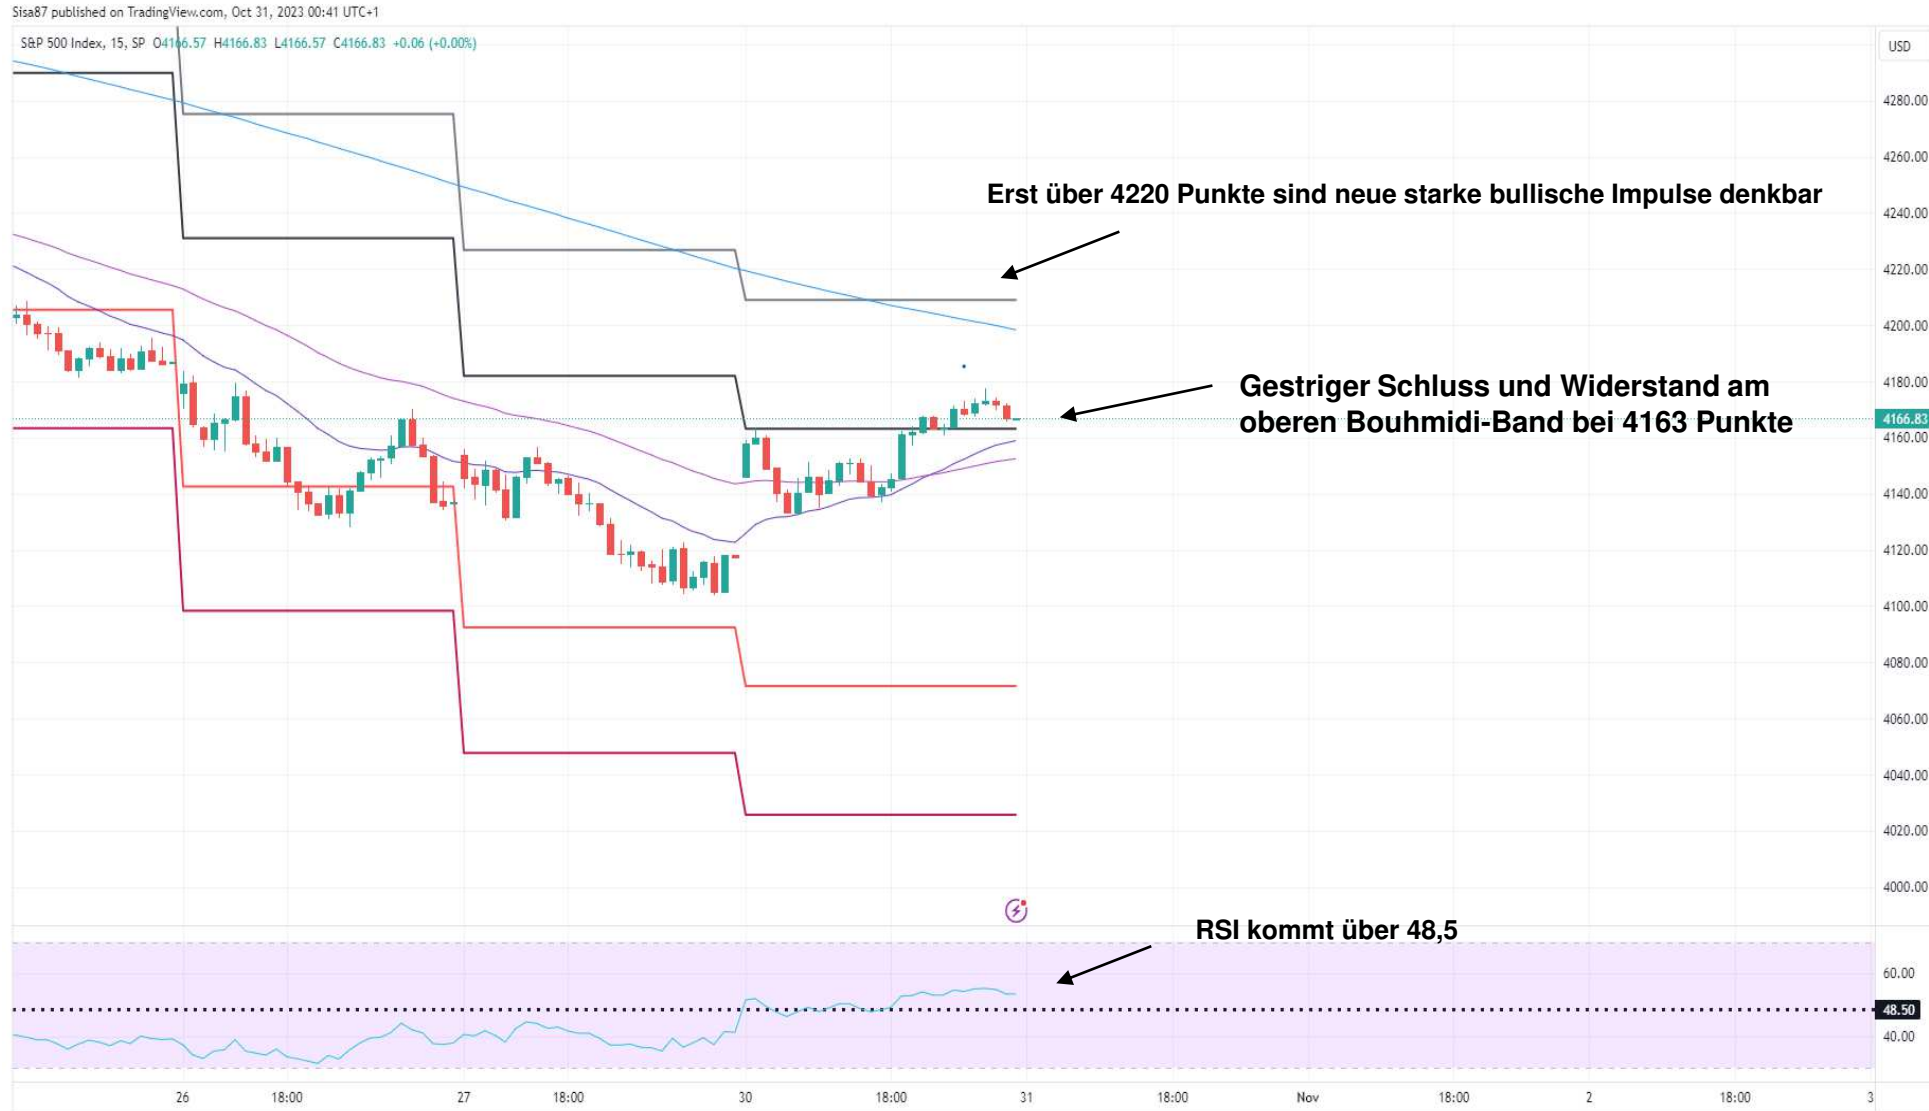 Sisa87 published on TradingView.com, Oct 31, 2023 00:41 UTC+1
S&P 500 Index, 15, SP O4166.57 H4166.83 L4166.57 C4166.83 +0.06 (+0.00%)
USD
4280.00
4260.00
Erst über 4220 Punkte sind neue starke bullische Impulse denkbar
4240.00
4220.00
4200.00
4180.00
Gestriger Schluss und Widerstand am
oberen Bouhmidi-Band bei 4163 Punkte
4166.83
4160.00
4140.00
4120.00
4100.00
4080.00
4060.00
4040.00
4020.00
4000.00
RSI kommt über 48,5
60.00
48.50
40.00
26 18:00 27 18:00 30 18:00 31 18:00 Nov 18:00 2 18:00 3